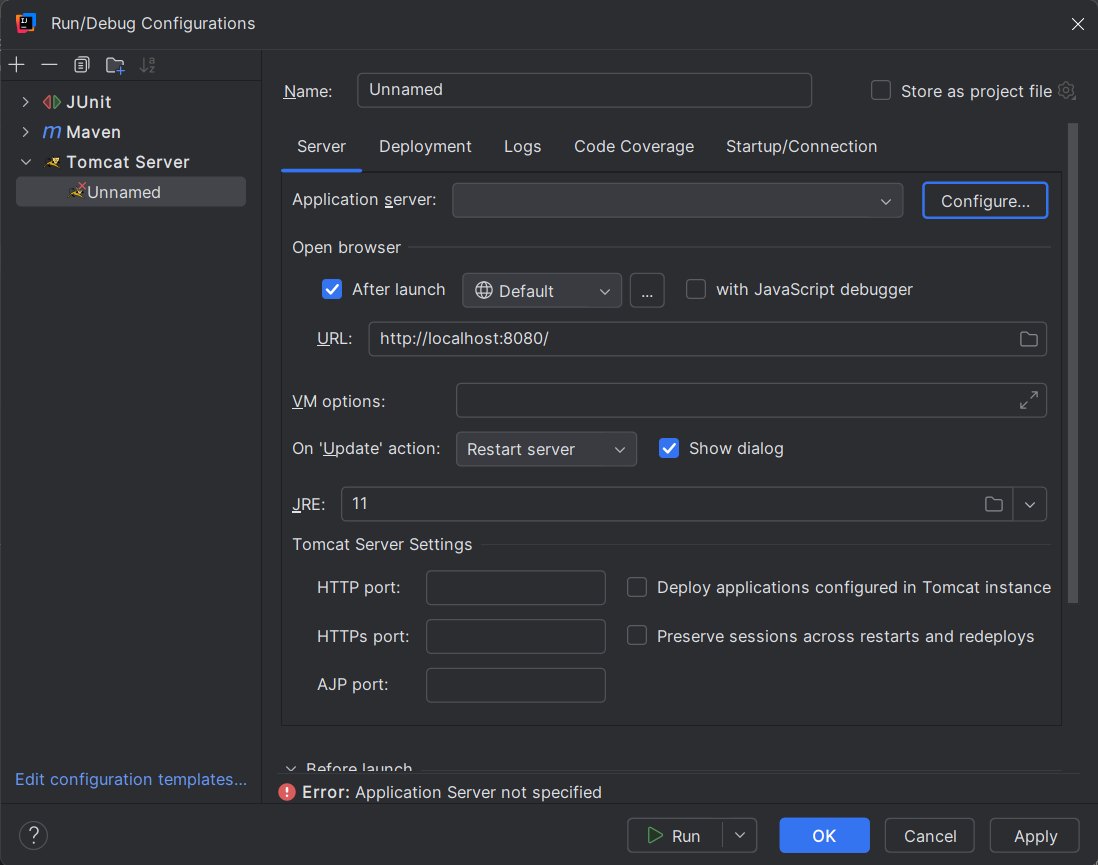 Run/Debug Configurations
JUnit
m Maven
Tomcat Server
Unnamed
Edit configuration templates...
Name: Unnamed Store as project file
Server Deployment Logs Code Coverage Startup/Connection
Application server: Configure...
Open browser
After launch Default ... with JavaScript debugger
URL: http://localhost:8080/
VM options:
On 'Update' action: Restart server Show dialog
JRE: 11
Tomcat Server Settings
HTTP port: Deploy applications configured in Tomcat instance
HTTPs port: Preserve sessions across restarts and redeploys
AJP port:
Before launch
Error: Application Server not specified
? Run OK Cancel Apply